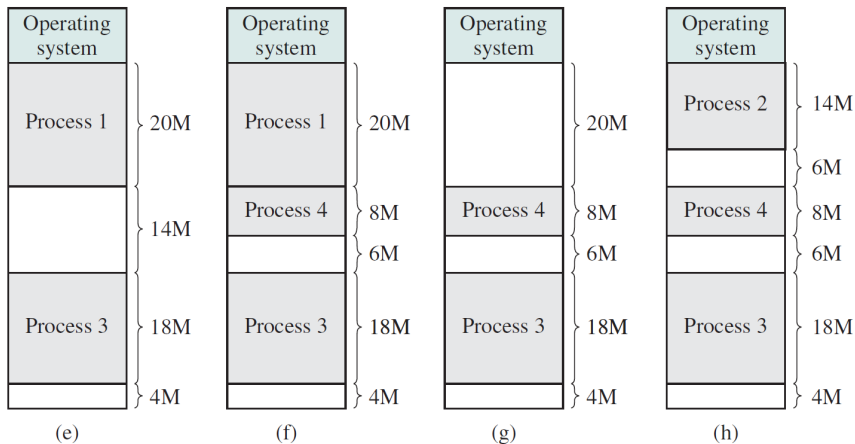 Operating
system
Process 1
20M
14M
Process 3
18M
4M
(e)
Operating
system
Process 1
20M
Process 4
8M
6M
Process 3
18M
4M
(f)
Operating
system
20M
Process 4
8M
6M
Process 3
18M
4M
(g)
Operating
system
Process 2
14M
6M
Process 4
8M
6M
Process 3
18M
4M
(h)